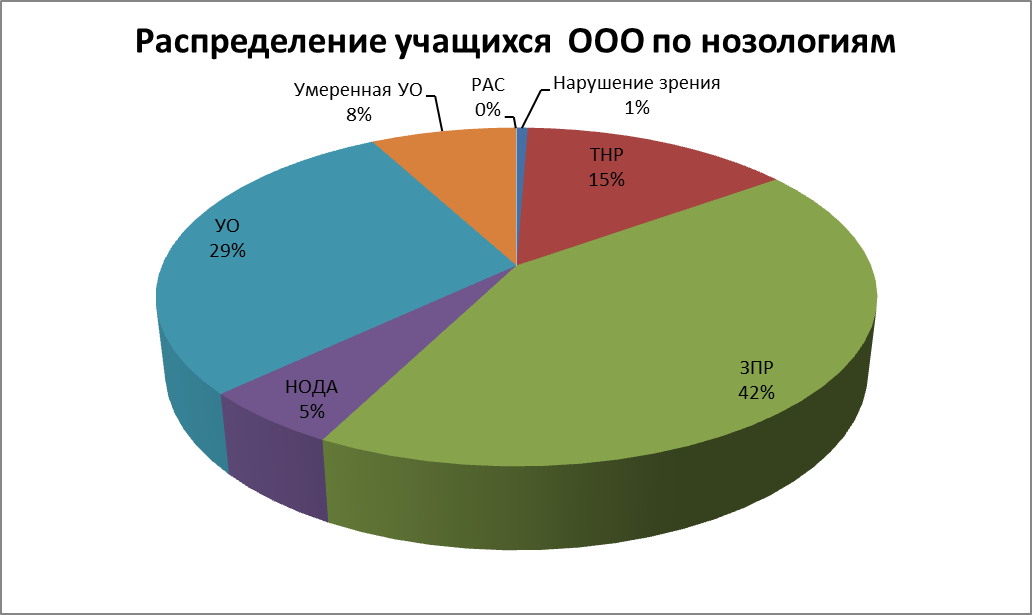 Распределение учащихся ООО по нозологиям
Умеренная УО
8%
РАС
0%
Нарушение зрения
1%
ТНР
15%
УО
29%
ЗПР
42%
НОДА
5%